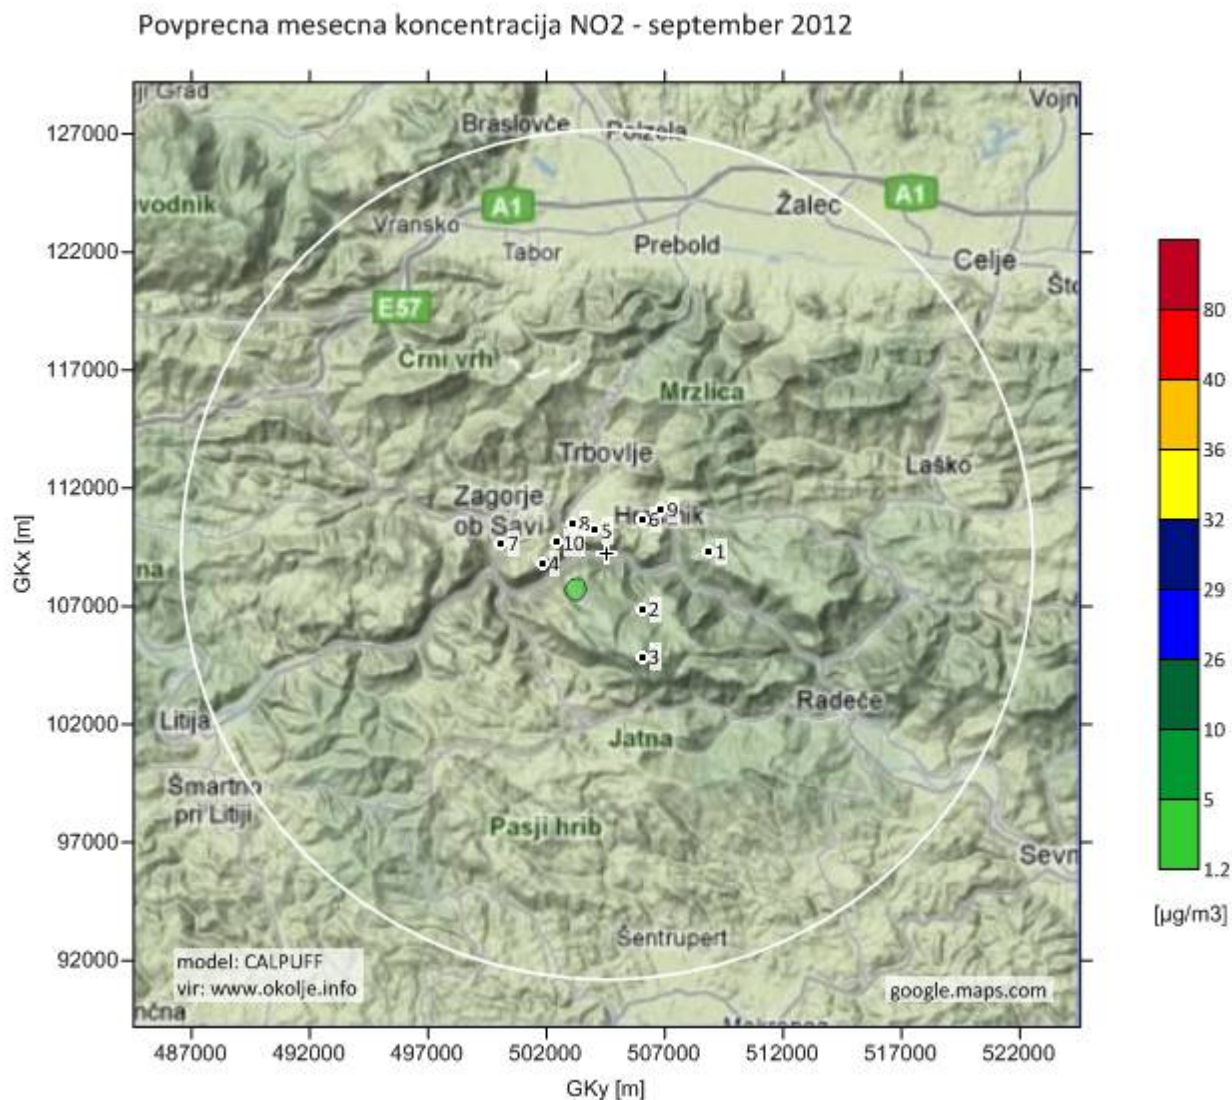 Povprecna mesecna koncentracija NO2 - september 2012
Vojn
Braslovče
Polzela
127000
vodnik
A1
A1
Žalec
Vransko
Tabor
Prebold
Celje
122000
E57
Črni vrh
117000
Mrzlica
Trbovlje
Laško
112000
Zagorje
ob Savi
8
5
6
9
7
10
4
1
na
107000
2
3
Radeče
102000
Litija
Jatna
Šmartno
pri Litiji
Pasji hrib
97000
Sevn
Šentrupert
92000
model: CALPUFF
vir: www.okolje.info
google.maps.com
nčna
487000 492000 497000 502000 507000 512000 517000 522000
GKy [m]
GKx [m]
80
40
36
32
29
26
10
5
1.2
[µg/m3]